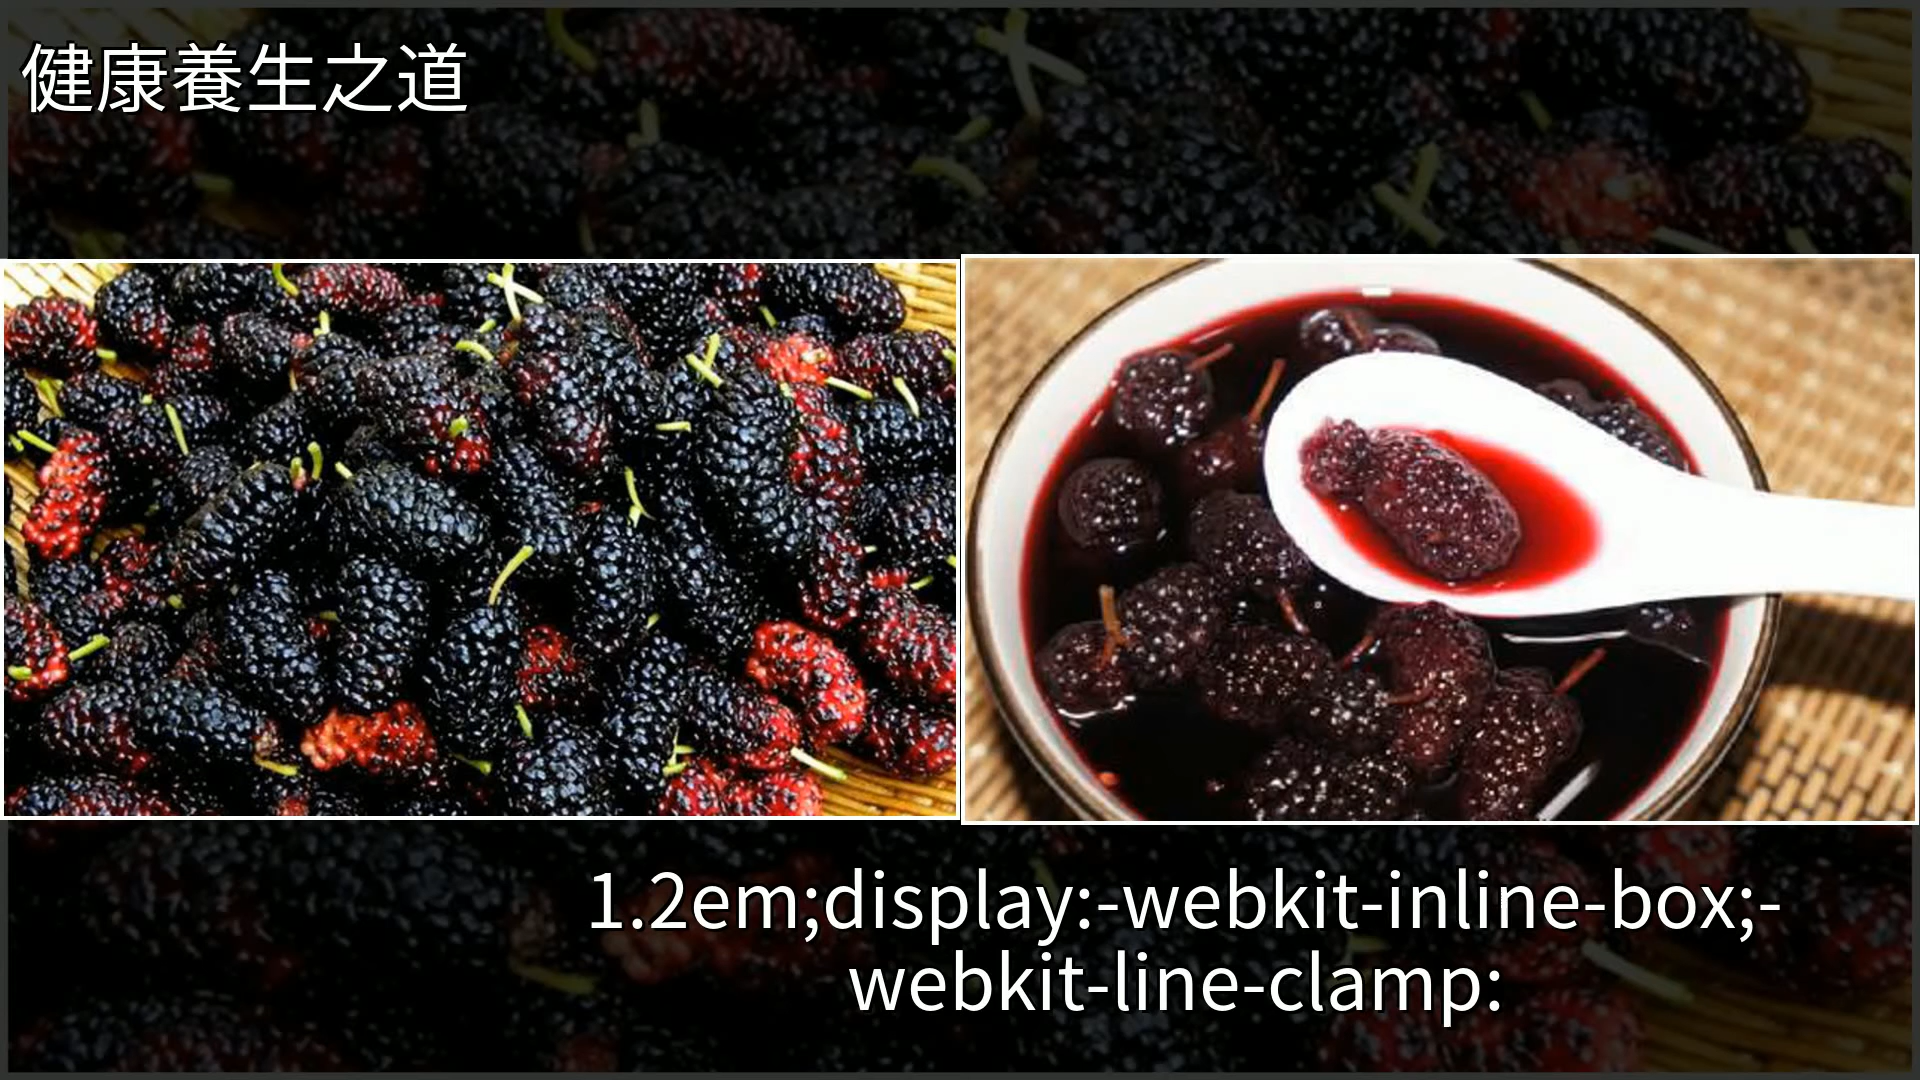 健康養生之道
1.2em;display:-webkit-inline-box;-
webkit-line-clamp: